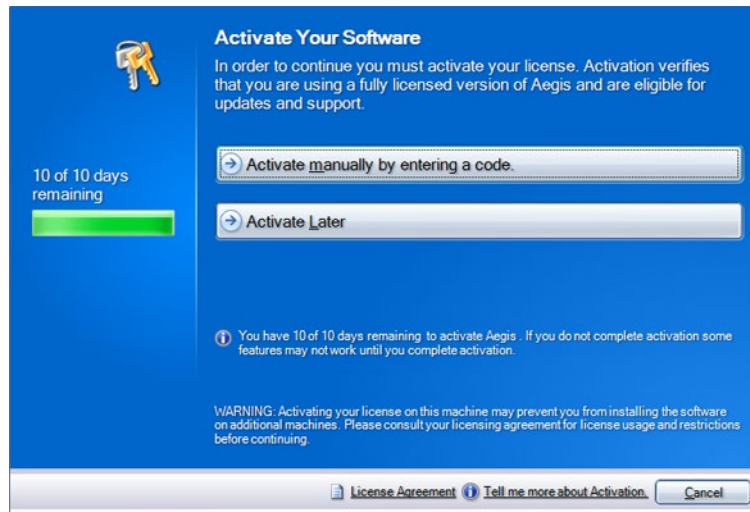 Activate Your Software
In order to continue you must activate your license. Activation verifies
that you are using a fully licensed version of Aegis and are eligible for
updates and support.
10 of 10 days
remaining
Activate manually by entering a code.
Activate Later
You have 10 of 10 days remaining to activate Aegis . If you do not complete activation some
features may not work until you complete activation.
WARNING: Activating your license on this machine may prevent you from installing the software
on additional machines. Please consult your licensing agreement for license usage and restrictions
before continuing.
License Agreement Tell me more about Activation. Cancel